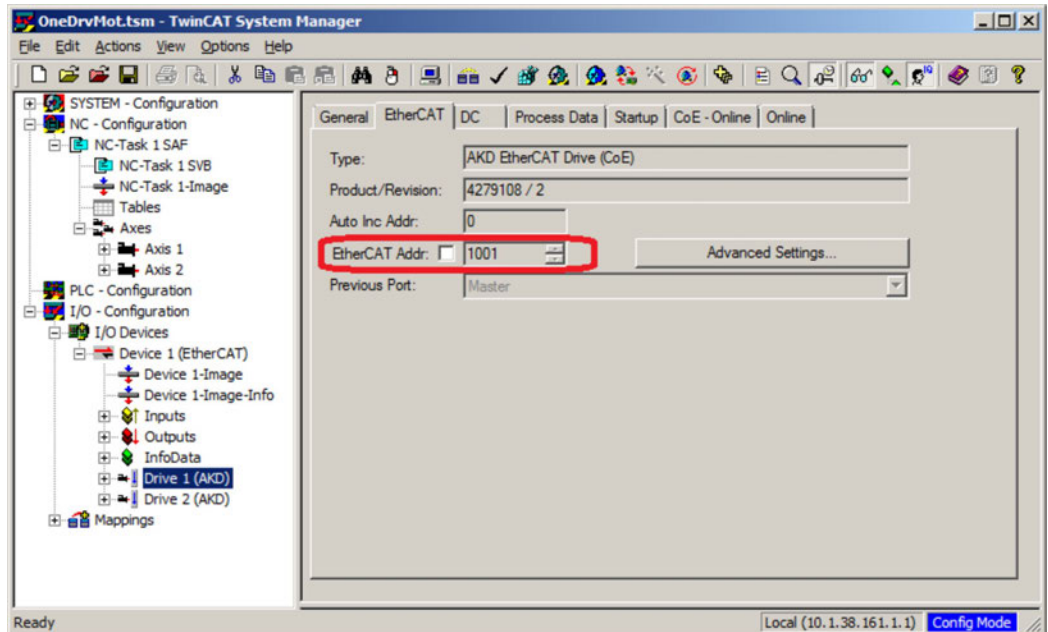 OneDrvMot.tsm - TwinCAT System Manager
File Edit Actions View Options Help
SYSTEM - Configuration
NC - Configuration
NC-Task 1 SAF
NC-Task 1 SVB
NC-Task 1-Image
Tables
Axes
Axis 1
Axis 2
PLC - Configuration
I/O - Configuration
I/O Devices
Device 1 (EtherCAT)
Device 1-Image
Device 1-Image-Info
Inputs
Outputs
InfoData
Drive 1 (AKD)
Drive 2 (AKD)
Mappings
General EtherCAT DC Process Data Startup CoE - Online Online
Type: AKD EtherCAT Drive (CoE)
Product/Revision: 4279108 / 2
Auto Inc Addr: 0
EtherCAT Addr: 1001 Advanced Settings...
Previous Port: Master
Ready Local (10.1.38.161.1.1) Config Mode